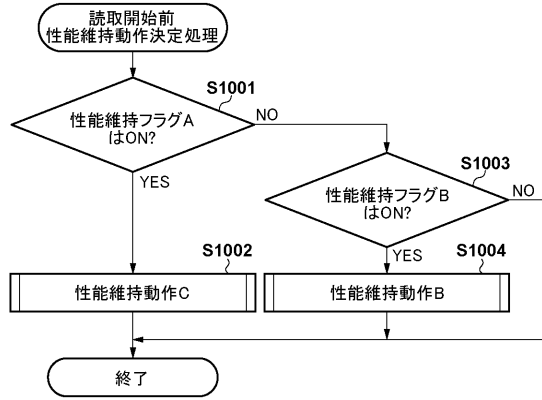 読取開始前
性能維持動作決定処理
S1001
性能維持フラグA
はON?
NO
YES
S1003
性能維持フラグB
はON?
NO
YES
S1002
性能維持動作C
S1004
性能維持動作B
終了